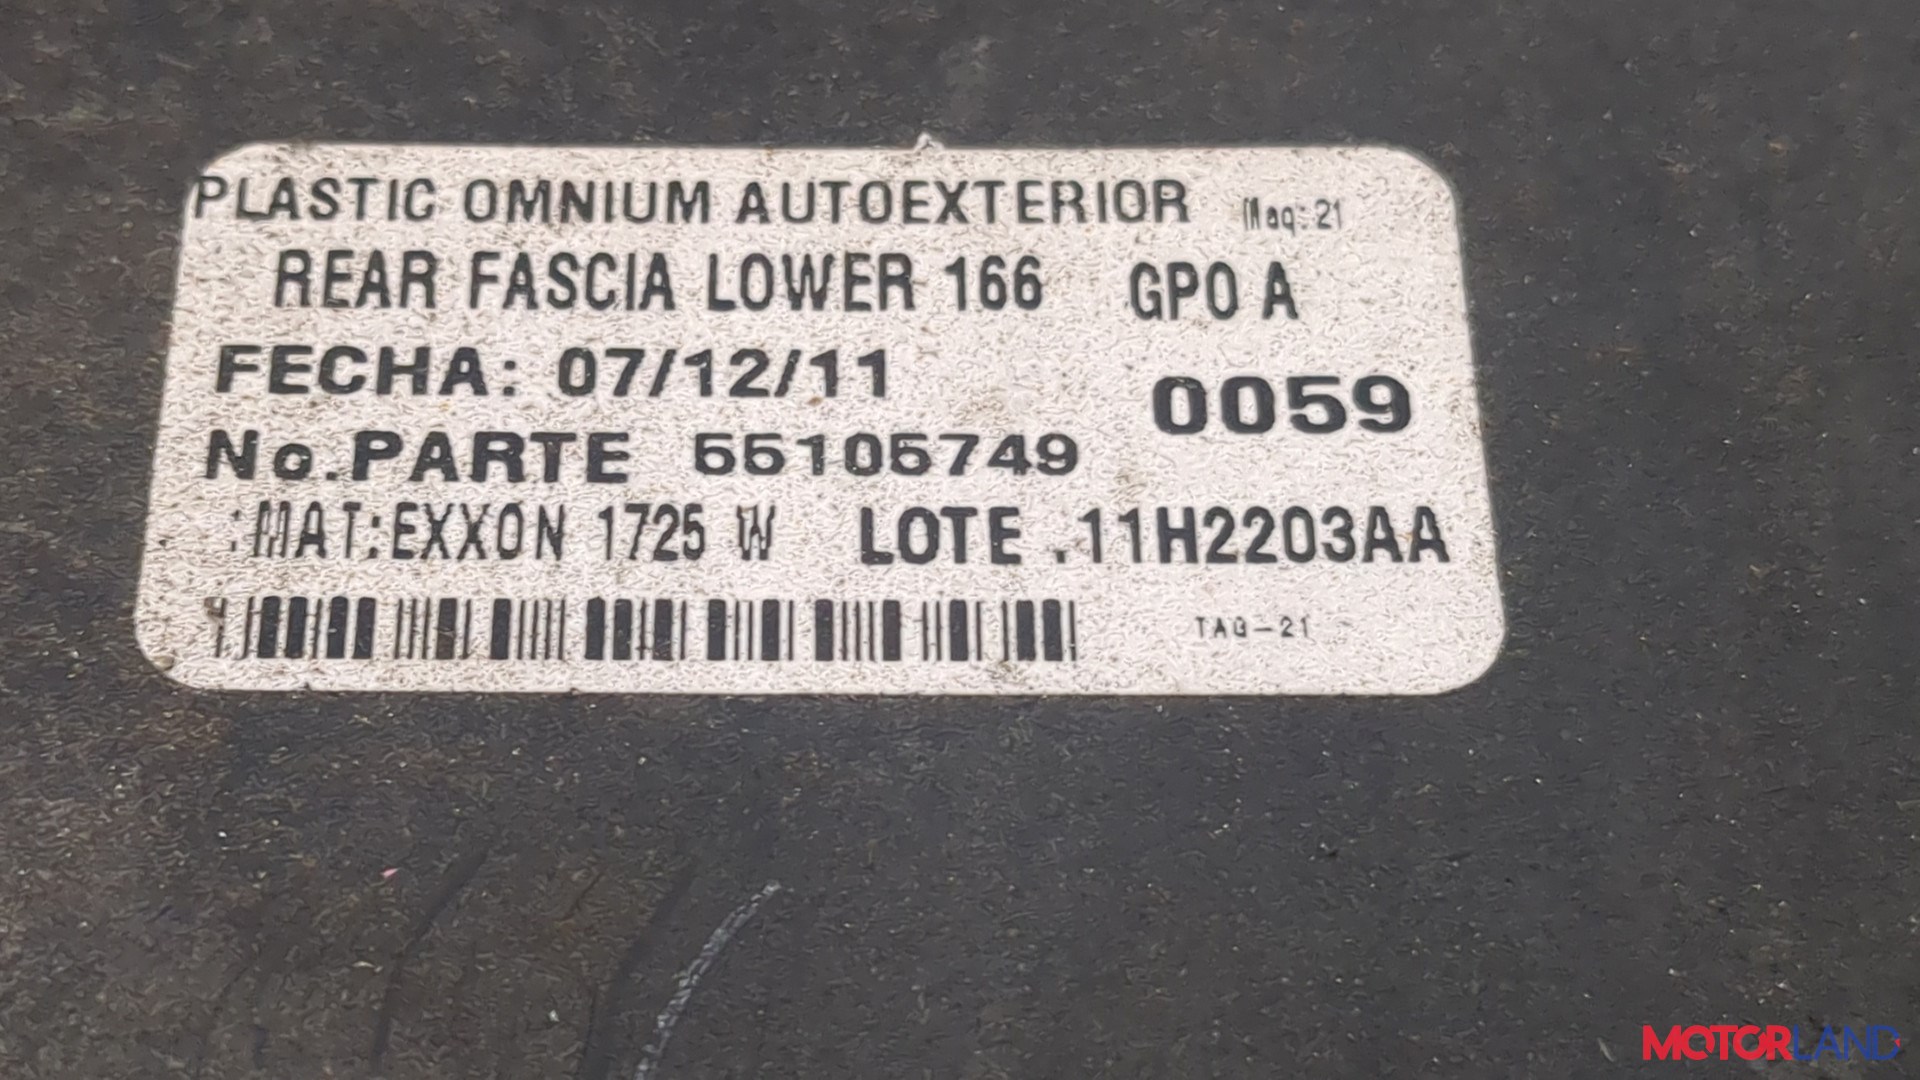 PLASTIC OMNIUM AUTOEXTERIOR Maq:21
REAR FASCIA LOWER 166 GPO A
FECHA: 07/12/11 0059
No.PARTE 55105749
:MAT:EXXON 1725 W LOTE .11H2203AA
TAG-21
MOTORLAND